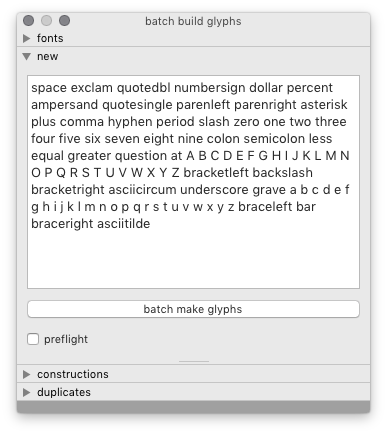 batch build glyphs
fonts
new
space exclam quotedbl numbersign dollar percent
ampersand quotesingle parenleft parenright asterisk
plus comma hyphen period slash zero one two three
four five six seven eight nine colon semicolon less
equal greater question at A B C D E F G H I J K L M N
O P Q R S T U V W X Y Z bracketleft backslash
bracketright asciicircum underscore grave a b c d e f
g h i j k l m n o p q r s t u v w x y z braceleft bar
braceright asciitilde
batch make glyphs
preflight
constructions
duplicates